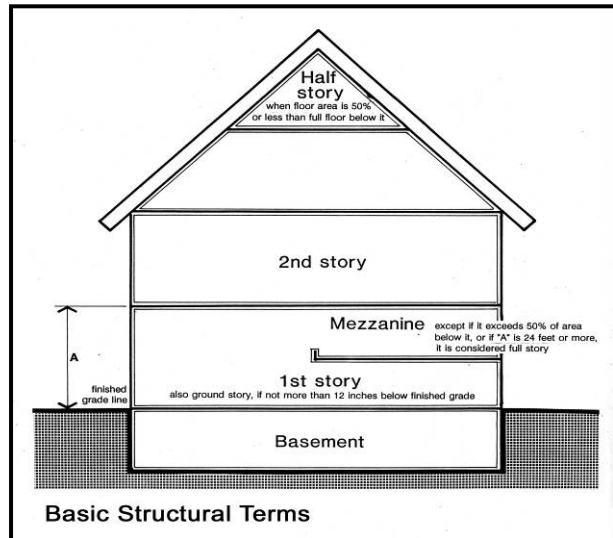 Half
story
when floor area is 50%
or less than full floor below it
2nd story
Mezzanine
except if it exceeds 50% of area
below it, or if "A" is 24 feet or more,
it is considered full story
A
1st story
finished
grade line
also ground story, if not more than 12 inches below finished grade
Basement
Basic Structural Terms